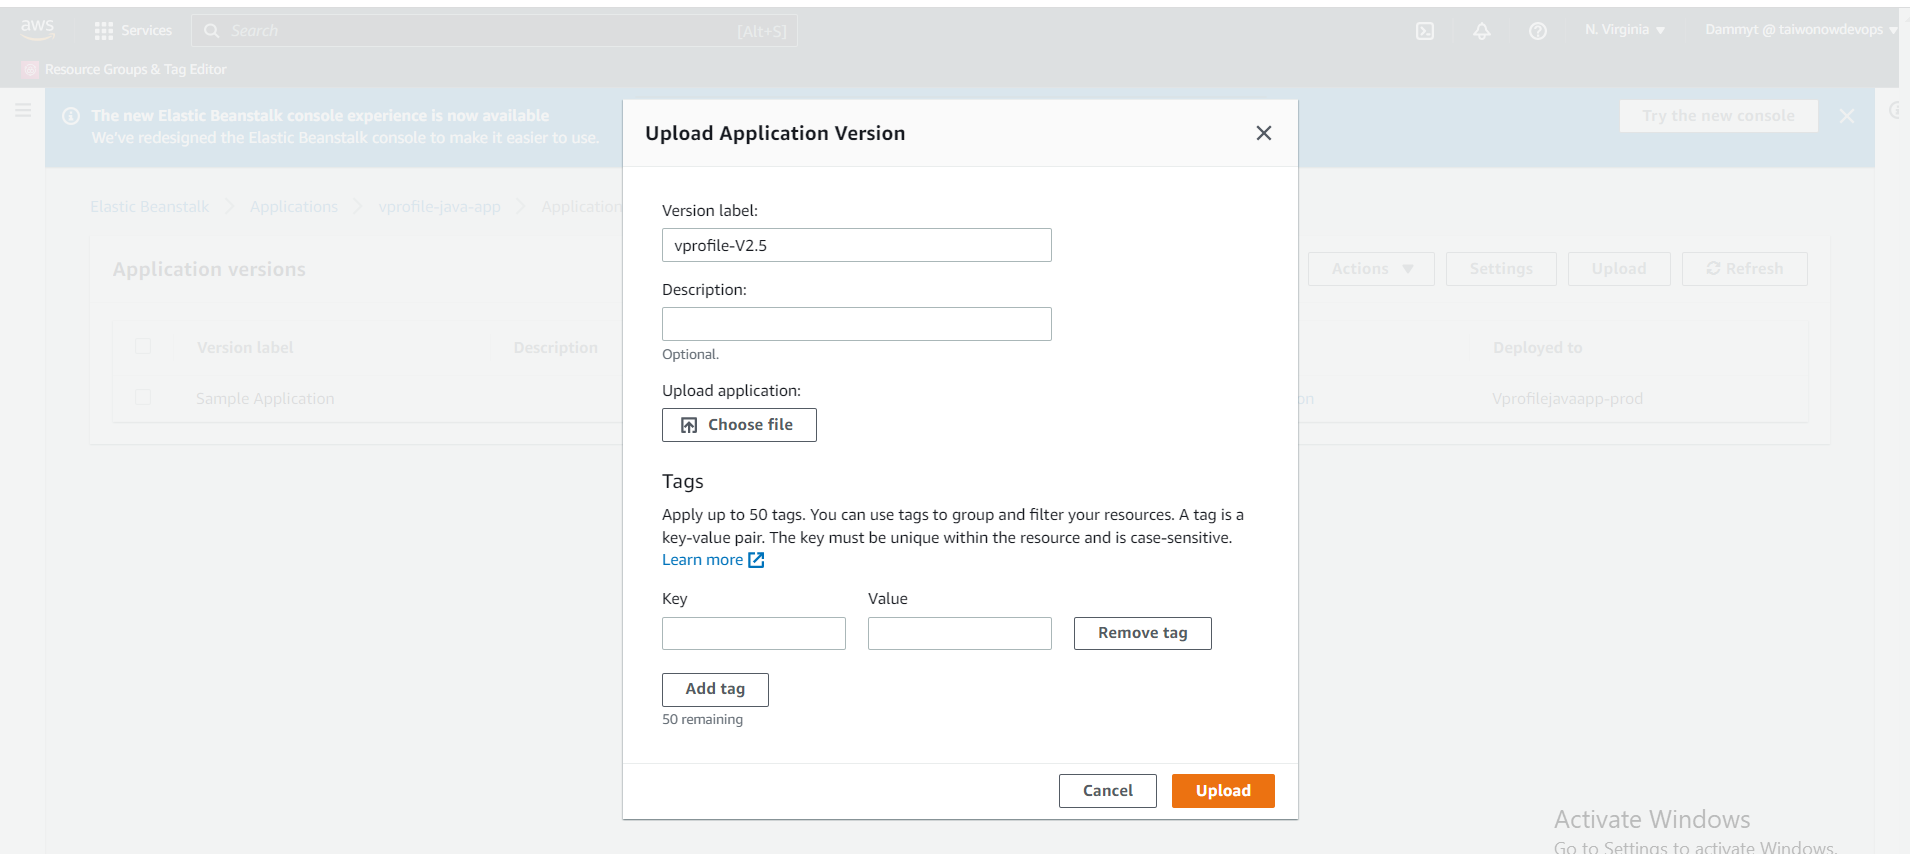 aws
Services
Search
[Alt+S]
N. Virginia
Dammyt @ taiwonowdevops
Resource Groups & Tag Editor
The new Elastic Beanstalk console experience is now available
We've redesigned the Elastic Beanstalk console to make it easier to use.
Try the new console
Elastic Beanstalk
Applications
vprofile-java-app
Application
Application versions
Actions
Settings
Upload
Refresh
Version label
Description
Deployed to
Sample Application
Vprofilejavaapp-prod
Upload Application Version
Version label:
vprofile-V2.5
Description:
Optional.
Upload application:
Choose file
Tags
Apply up to 50 tags. You can use tags to group and filter your resources. A tag is a
key-value pair. The key must be unique within the resource and is case-sensitive.
Learn more
Key
Value
Remove tag
Add tag
50 remaining
Cancel
Upload
Activate Windows
Go to Settings to activate Windows.